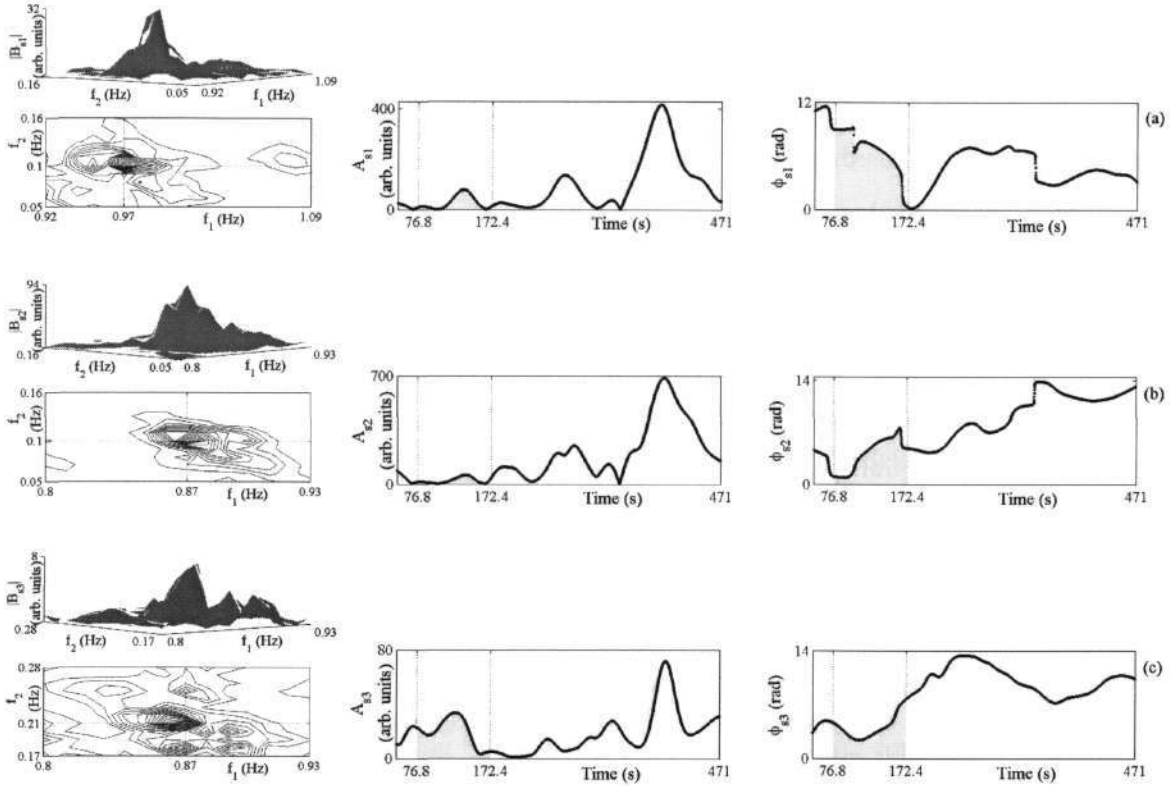 32
|B_s1|
(arb. units)
0.16
f_2 (Hz)
0.05
0.92
f_1 (Hz)
1.09
0.16
f_2
(Hz)
0.1
0.05
0.92
0.97
f_1 (Hz)
1.09
400
A_s1
(arb. units)
0
76.8
172.4
Time (s)
471
12
ϕ_s1 (rad)
0
76.8
172.4
Time (s)
471
(a)
94
|B_s2|
(arb. units)
0.16
f_2 (Hz)
0.05
0.8
f_1 (Hz)
0.93
0.16
f_2
(Hz)
0.1
0.05
0.8
0.87
f_1 (Hz)
0.93
700
A_s2
(arb. units)
0
76.8
172.4
Time (s)
471
14
ϕ_s2 (rad)
0
76.8
172.4
Time (s)
471
(b)
8
|B_s3|
(arb. units)
0.28
f_2 (Hz)
0.17
0.8
f_1 (Hz)
0.93
0.28
f_2
(Hz)
0.21
0.17
0.8
0.87
f_1 (Hz)
0.93
80
A_s3
(arb. units)
0
76.8
172.4
Time (s)
471
14
ϕ_s3 (rad)
0
76.8
172.4
Time (s)
471
(c)